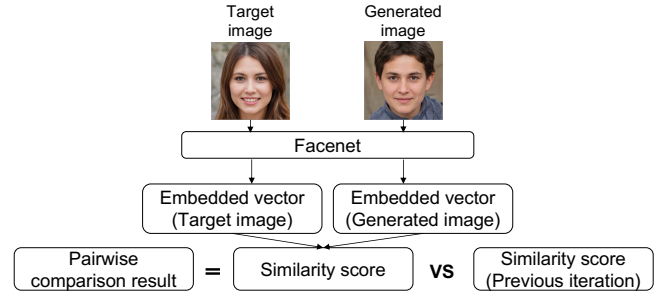 Target
image
Generated
image
Facenet
Embedded vector
(Target image)
Embedded vector
(Generated image)
Pairwise
comparison result
=
Similarity score
VS
Similarity score
(Previous iteration)